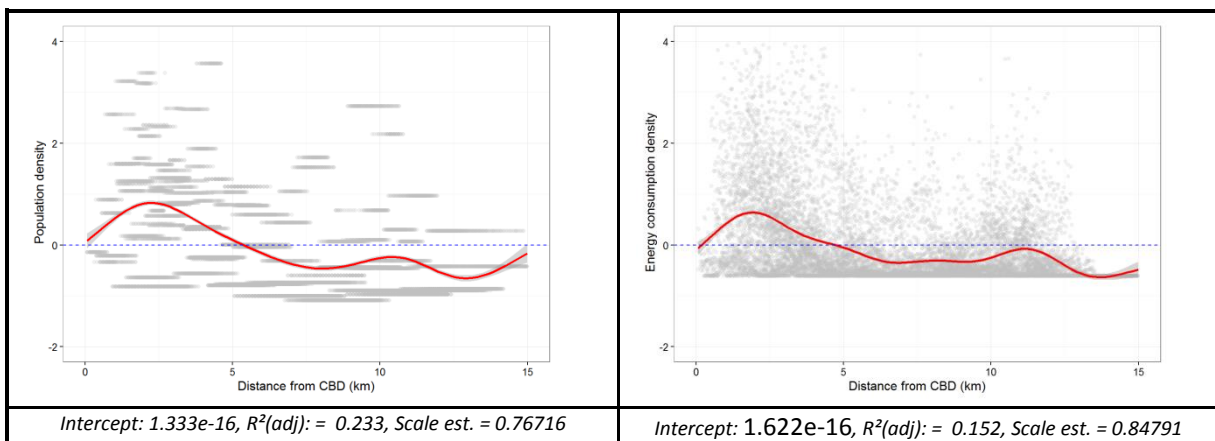 4
2
0
-2
Population density
0
5
10
15
Distance from CBD (km)
4
2
0
-2
Energy consumption density
0
5
10
15
Distance from CBD (km)
Intercept: 1.333e-16, R²(adj): = 0.233, Scale est. = 0.76716
Intercept: 1.622e-16, R²(adj): = 0.152, Scale est. = 0.84791